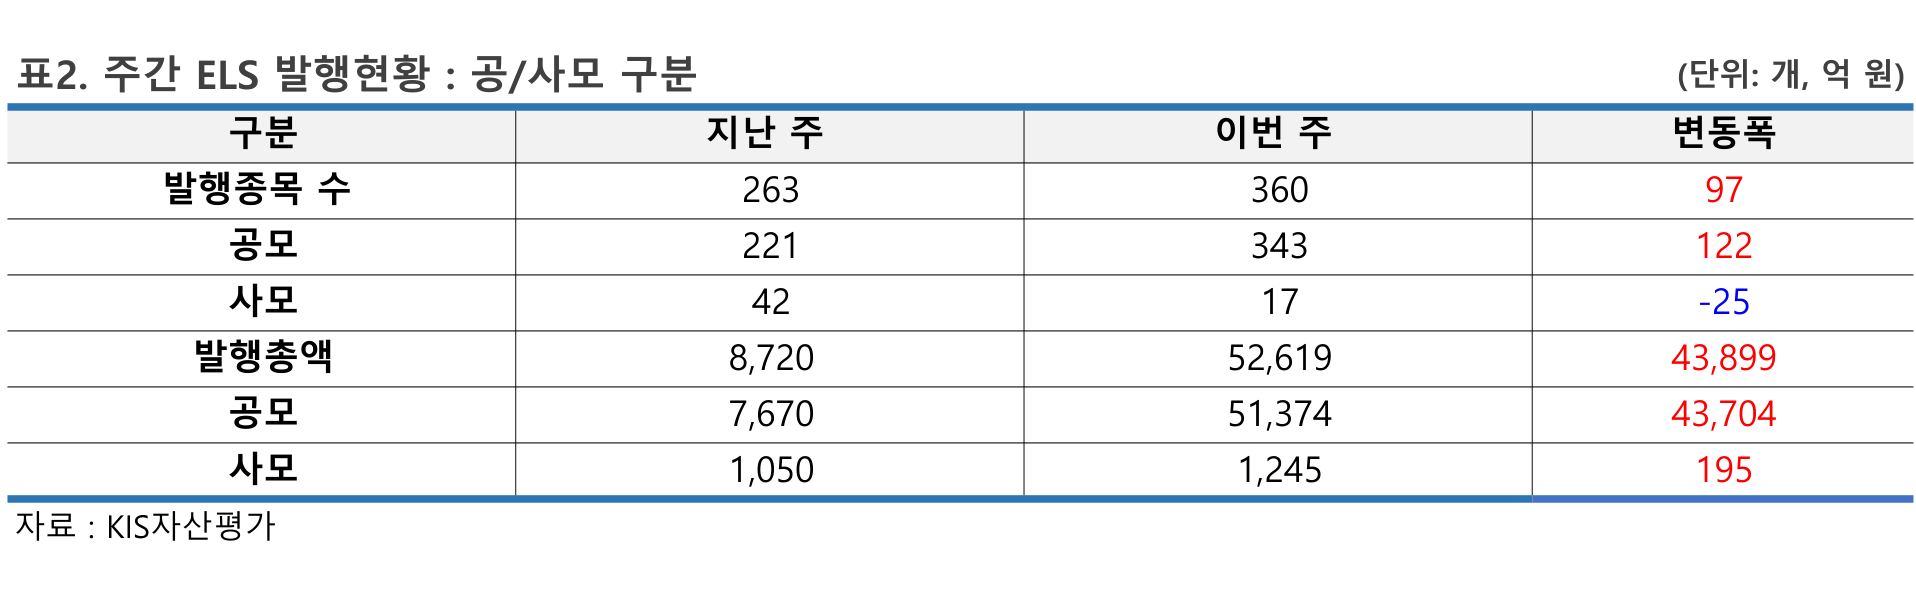 표2. 주간 ELS 발행현황 : 공/사모 구분 (단위: 개, 억 원)
구분 지난 주 이번 주 변동폭
발행종목 수 263 360 97
공모 221 343 122
사모 42 17 -25
발행총액 8,720 52,619 43,899
공모 7,670 51,374 43,704
사모 1,050 1,245 195
자료 : KIS자산평가